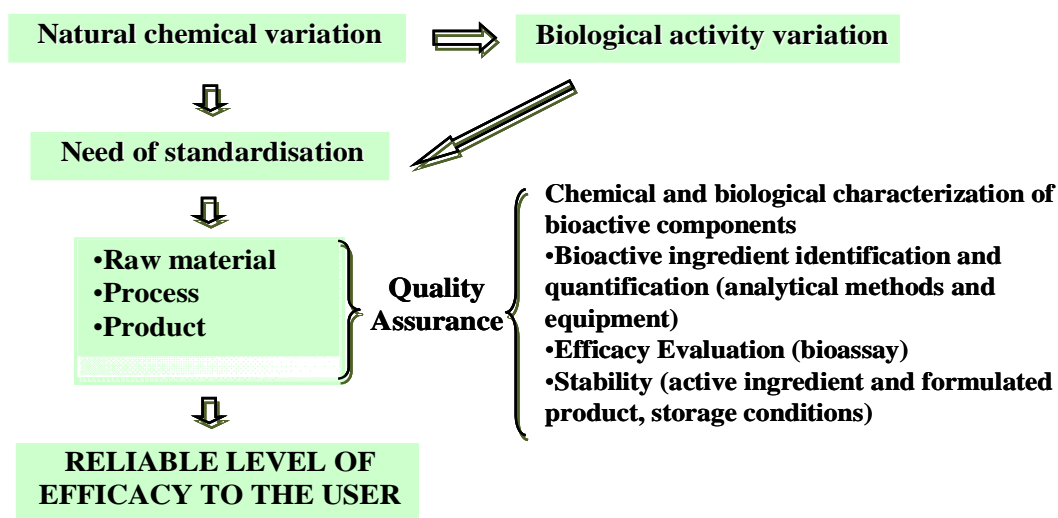 Natural chemical variation
Biological activity variation
Need of standardisation
•Raw material
•Process
•Product
Quality
Assurance
Chemical and biological characterization of
bioactive components
•Bioactive ingredient identification and
quantification (analytical methods and
equipment)
•Efficacy Evaluation (bioassay)
•Stability (active ingredient and formulated
product, storage conditions)
RELIABLE LEVEL OF
EFFICACY TO THE USER